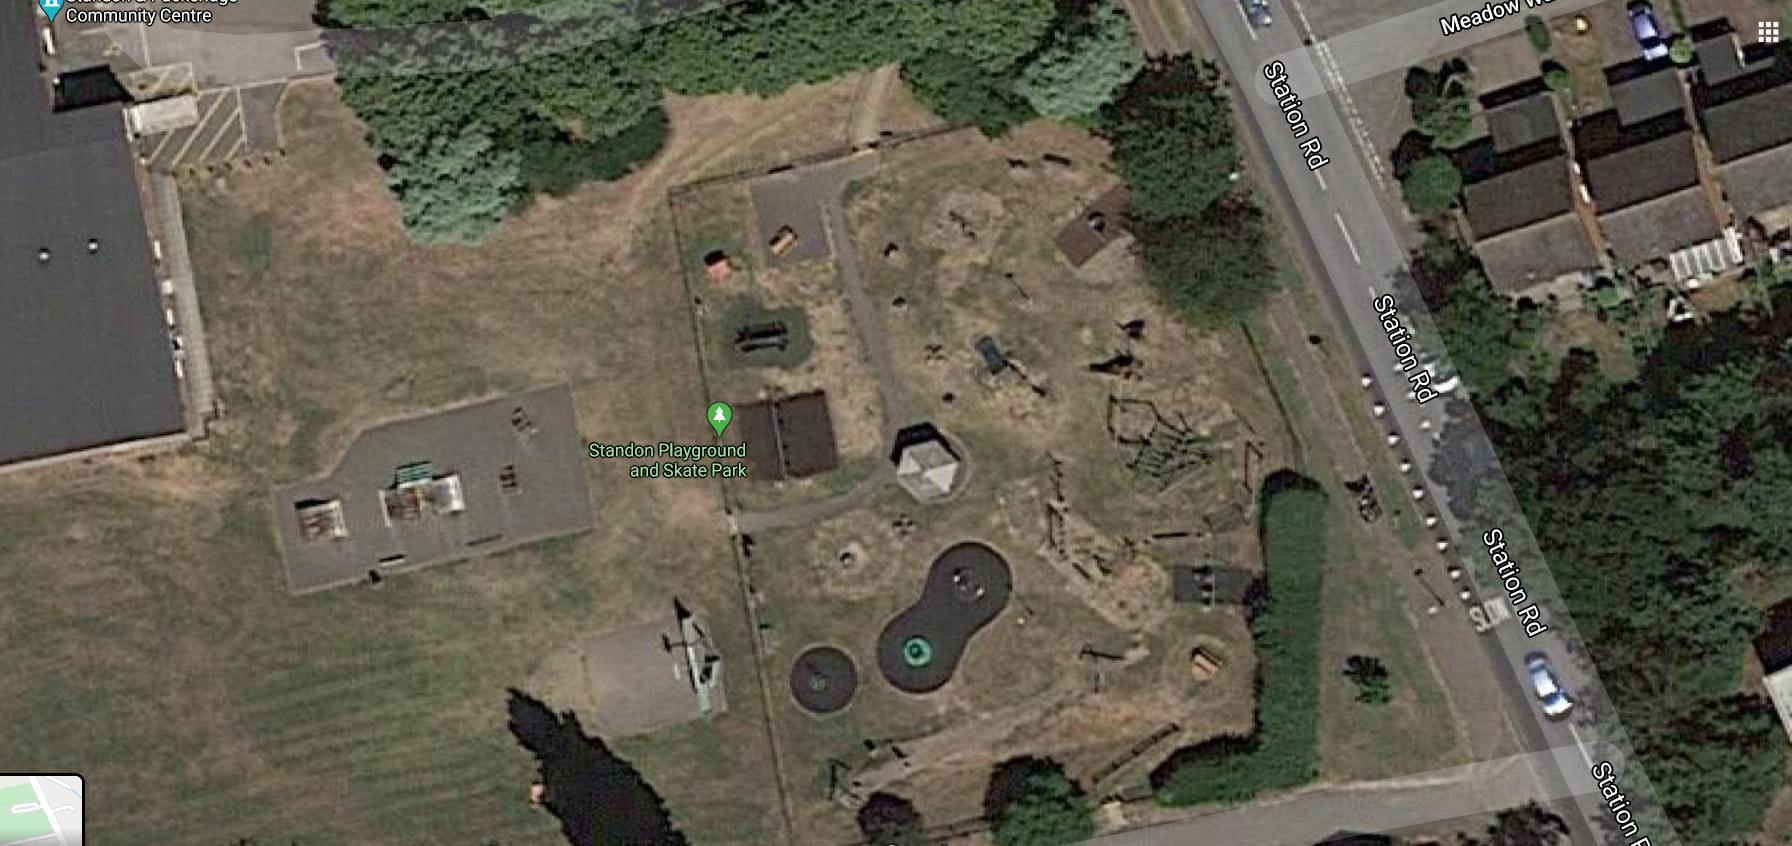 Community Centre
Meadow
Station Rd
Station Rd
Standon Playground
and Skate Park
Station Rd
SLOW
Station